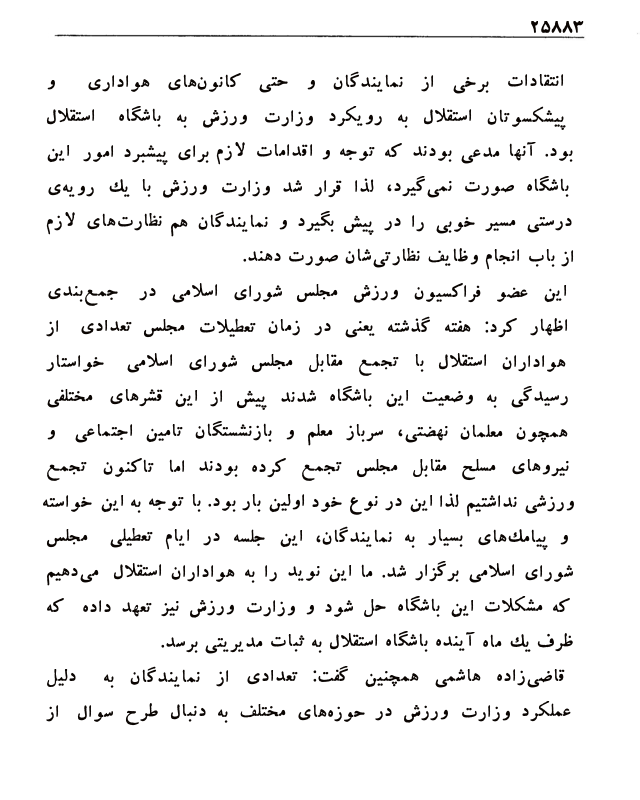 ۲۵۸۸۳
انتقادات برخی از نمایندگان و حتی کانون‌های هواداری و
پیشکسوتان استقلال به رویکرد وزارت ورزش به باشگاه استقلال
بود. آنها مدعی بودند که توجه و اقدامات لازم برای پیشبرد امور این
باشگاه صورت نمی‌گیرد، لذا قرار شد وزارت ورزش با یك رویه‌ی
درستی مسیر خوبی را در پیش بگیرد و نمایندگان هم نظارت‌های لازم
از باب انجام وظایف نظارتی‌شان صورت دهند.
این عضو فراکسیون ورزش مجلس شورای اسلامی در جمع‌بندی
اظهار کرد: هفته گذشته یعنی در زمان تعطیلات مجلس تعدادی از
هواداران استقلال با تجمع مقابل مجلس شورای اسلامی خواستار
رسیدگی به وضعیت این باشگاه شدند پیش از این قشرهای مختلفی
همچون معلمان نهضتی، سرباز معلم و بازنشستگان تامین اجتماعی و
نیروهای مسلح مقابل مجلس تجمع کرده بودند اما تاکنون تجمع
ورزشی نداشتیم لذا این در نوع خود اولین بار بود. با توجه به این خواسته
و پیامك‌های بسیار به نمایندگان، این جلسه در ایام تعطیلی مجلس
شورای اسلامی برگزار شد. ما این نوید را به هواداران استقلال می‌دهیم
که مشکلات این باشگاه حل شود و وزارت ورزش نیز تعهد داده که
ظرف یك ماه آینده باشگاه استقلال به ثبات مدیریتی برسد.
قاضی‌زاده هاشمی همچنین گفت: تعدادی از نمایندگان به دلیل
عملکرد وزارت ورزش در حوزه‌های مختلف به دنبال طرح سوال از